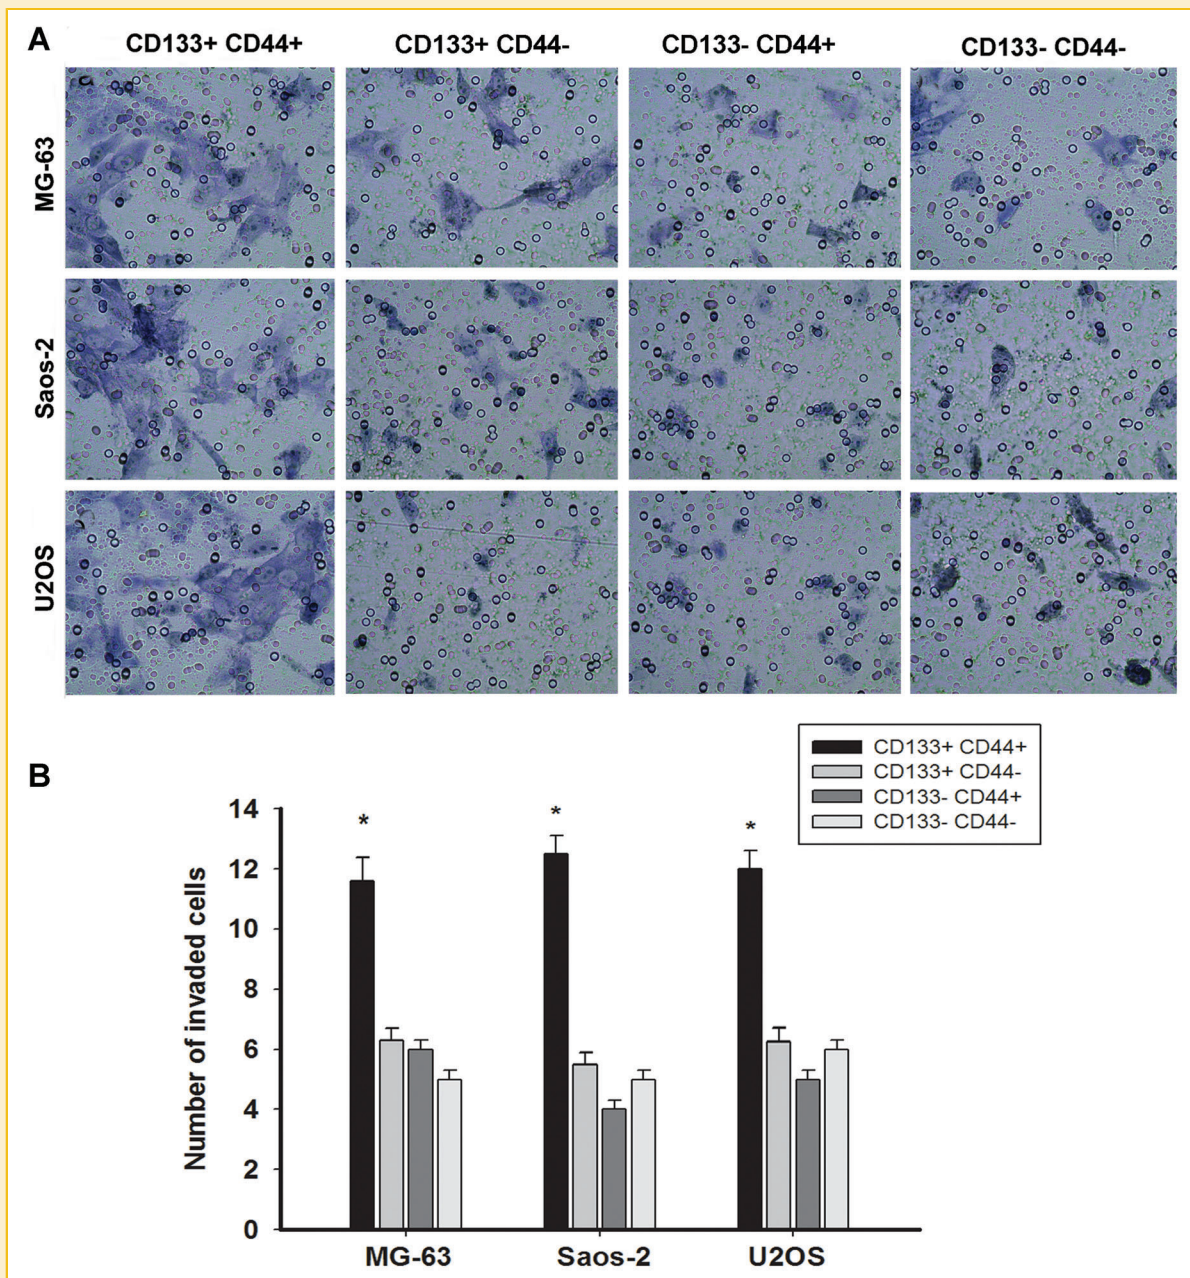 A
CD133+ CD44+
CD133+ CD44-
CD133- CD44+
CD133- CD44-
MG-63
Saos-2
U2OS
B
CD133+ CD44+
CD133+ CD44-
CD133- CD44+
CD133- CD44-
Number of invaded cells
14
12
10
8
6
4
2
0
*
*
*
MG-63
Saos-2
U2OS